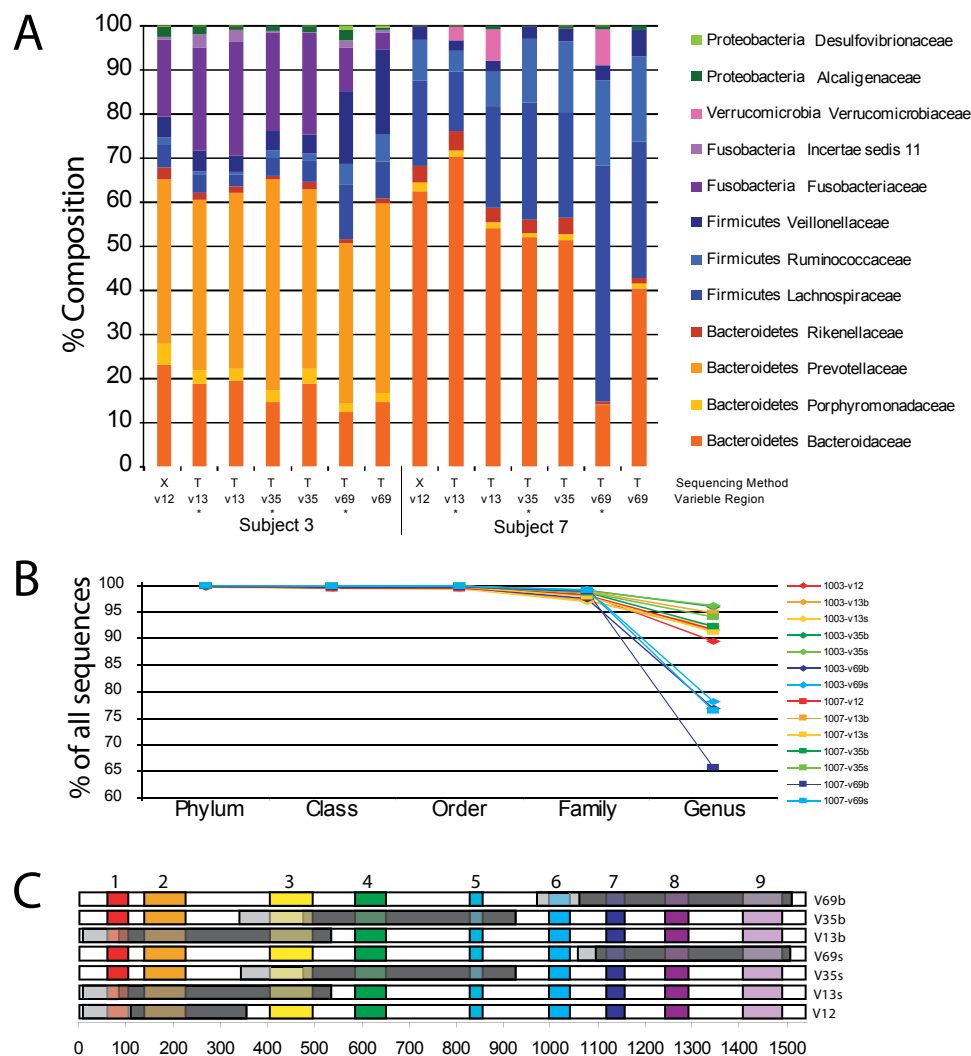 A
% Composition
100
90
80
70
60
50
40
30
20
10
0
X T T T T T T X T T T T T T
v12 v13 v13 v35 v35 v69 v69 v12 v13 v13 v35 v35 v69 v69
* * * * * *
Subject 3 Subject 7
Sequencing Method
Varieble Region
Proteobacteria Desulfovibrionaceae
Proteobacteria Alcaligenaceae
Verrucomicrobia Verrucomicrobiaceae
Fusobacteria Incertae sedis 11
Fusobacteria Fusobacteriaceae
Firmicutes Veillonellaceae
Firmicutes Ruminococcaceae
Firmicutes Lachnospiraceae
Bacteroidetes Rikenellaceae
Bacteroidetes Prevotellaceae
Bacteroidetes Porphyromonadaceae
Bacteroidetes Bacteroidaceae
B
% of all sequences
100
95
90
85
80
75
70
65
60
Phylum Class Order Family Genus
1003-v12
1003-v13b
1003-v13s
1003-v35b
1003-v35s
1003-v69b
1003-v69s
1007-v12
1007-v13b
1007-v13s
1007-v35b
1007-v35s
1007-v69b
1007-v69s
C
1 2 3 4 5 6 7 8 9
V69b
V35b
V13b
V69s
V35s
V13s
V12
0 100 200 300 400 500 600 700 800 900 1000 1100 1200 1300 1400 1500